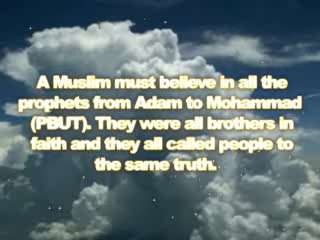 A Muslim must believe in all the
prophets from Adam to Mohammad
(PBUT). They were all brothers in
faith and they all called people to
the same truth.